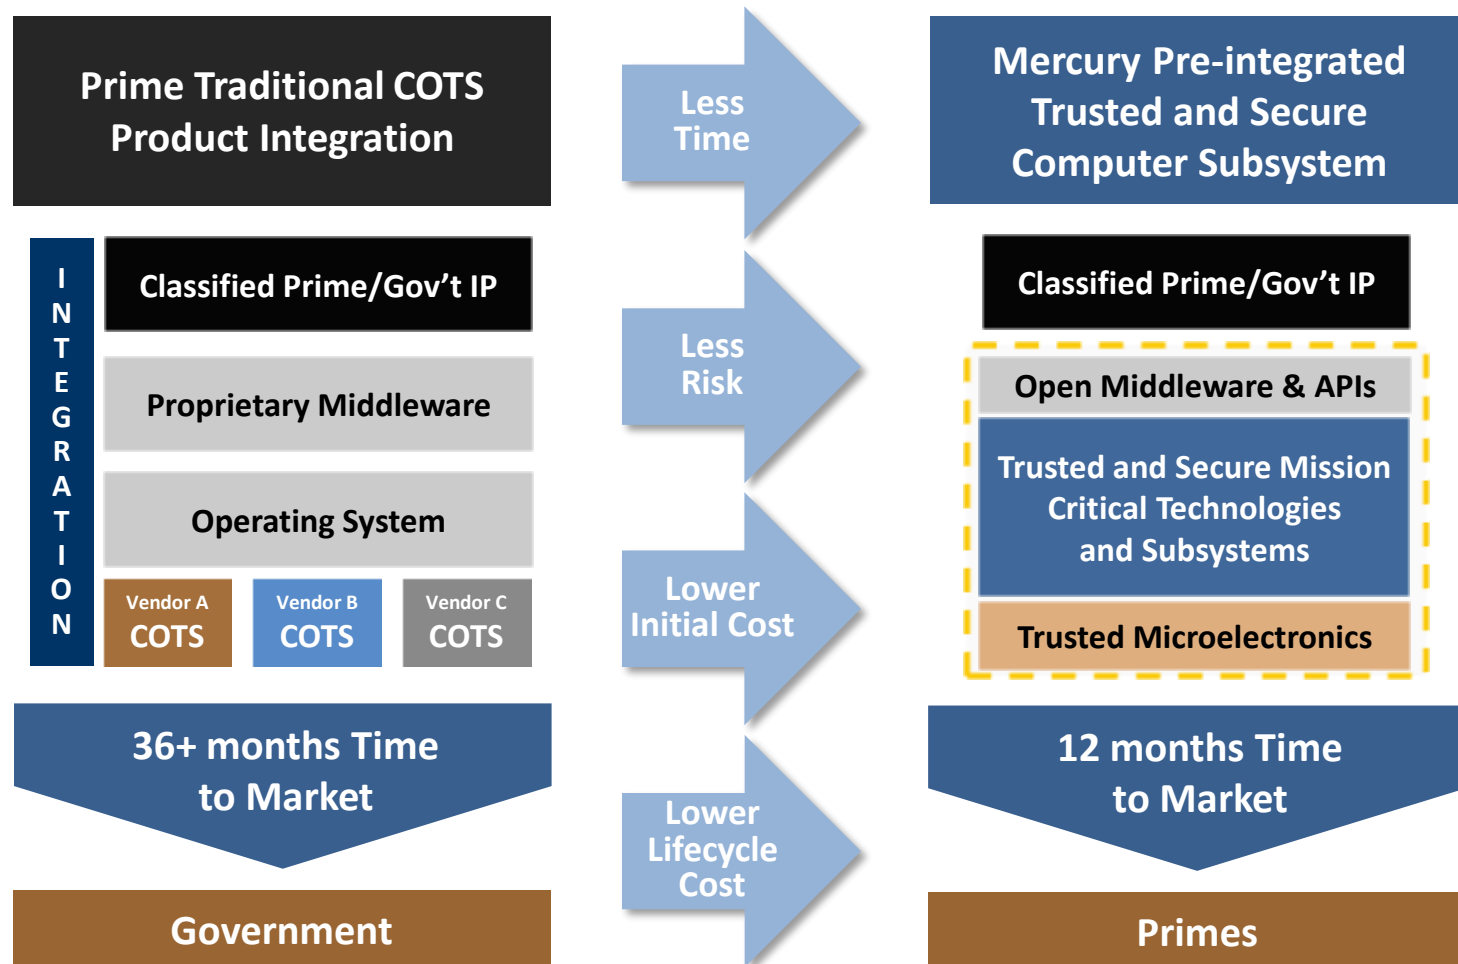 Prime Traditional COTS
Product Integration
INTEGRATION
Classified Prime/Gov't IP
Proprietary Middleware
Operating System
Vendor A
COTS
Vendor B
COTS
Vendor C
COTS
36+ months Time
to Market
Government
Less
Time
Less
Risk
Lower
Initial Cost
Lower
Lifecycle
Cost
Mercury Pre-integrated
Trusted and Secure
Computer Subsystem
Classified Prime/Gov't IP
Open Middleware & APIs
Trusted and Secure Mission
Critical Technologies
and Subsystems
Trusted Microelectronics
12 months Time
to Market
Primes